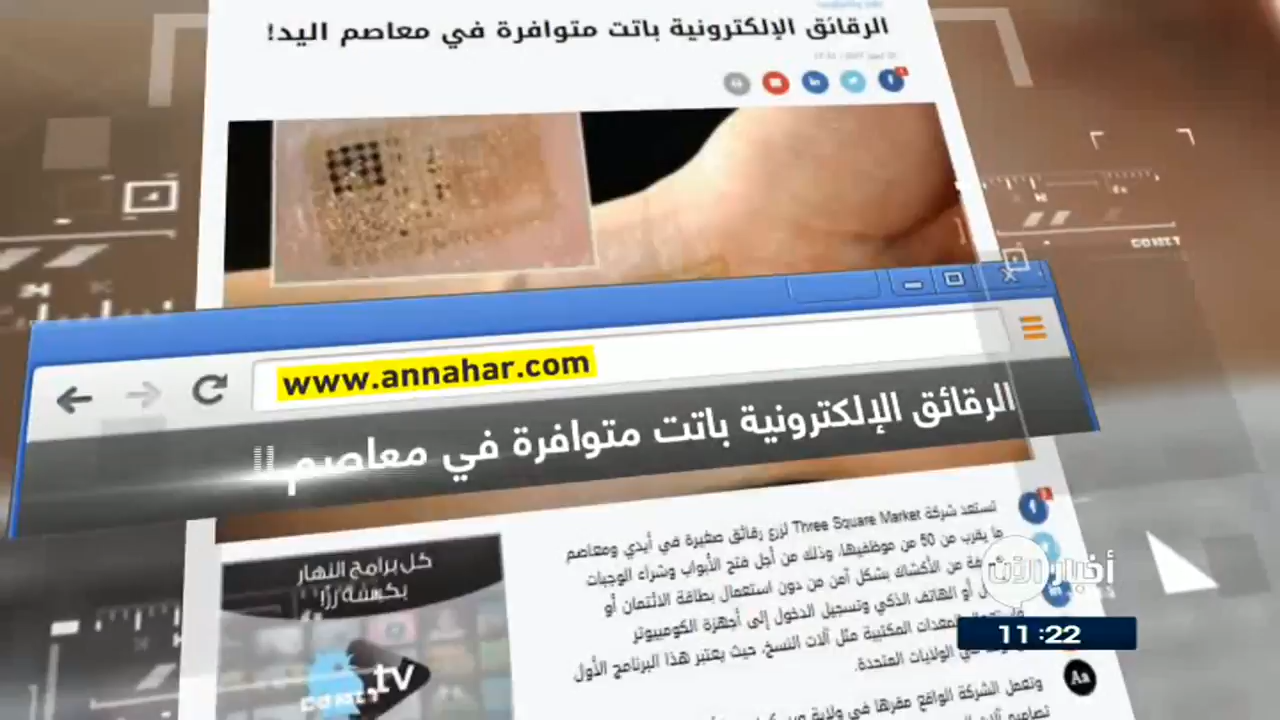 الرقائق الإلكترونية باتت متوافرة في معاصم اليد!
www.annahar.com
الرقائق الإلكترونية باتت متوافرة في معاصم
تستعد شركة Three Square Market لزرع رقائق صغيرة في أيدي ومعاصم
ما يقرب من 50 من موظفيها، وذلك من أجل فتح الأبواب وشراء الوجبات
من الأكشاك بشكل آمن من دون استعمال بطاقة الائتمان أو
أو الهاتف الذكي وتسجيل الدخول إلى أجهزة الكومبيوتر
المعدات المكتبية مثل آلات النسخ، حيث يعتبر هذا البرنامج الأول
في الولايات المتحدة.
وتعمل الشركة الواقع مقرها في ولاية
كل برامج النهار
بكبسة زرّ!
.tv
أخبار الآن
11:22
Aa